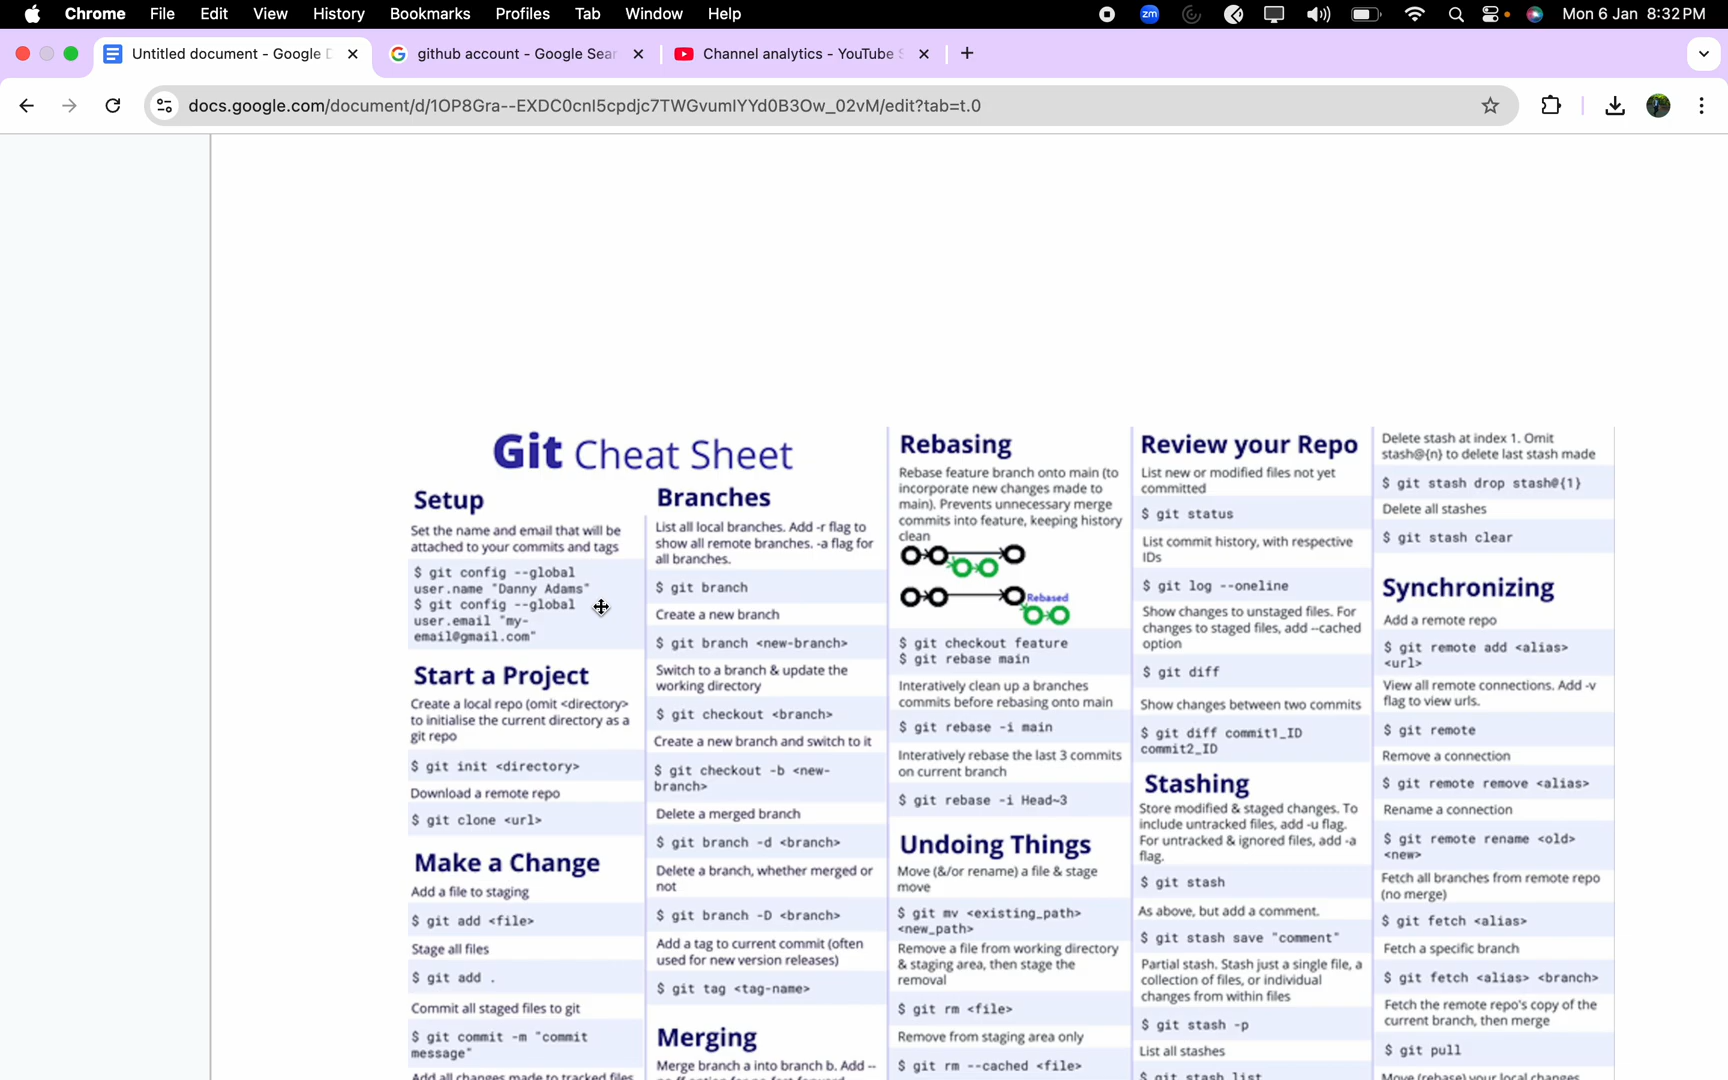 Chrome File Edit View History Bookmarks Profiles Tab Window Help zm Mon 6 Jan 8:32 PM
Untitled document - Google D
github account - Google Sear
Channel analytics - YouTube S
docs.google.com/document/d/1OP8Gra--EXDC0cnI5cpdjc7TWGvumIYYd0B3Ow_02vM/edit?tab=t.0
Git Cheat Sheet
Setup
Set the name and email that will be
attached to your commits and tags
$ git config --global
user.name "Danny Adams"
$ git config --global
user.email "my-
email@gmail.com"
Start a Project
Create a local repo (omit <directory>
to initialise the current directory as a
git repo
$ git init <directory>
Download a remote repo
$ git clone <url>
Make a Change
Add a file to staging
$ git add <file>
Stage all files
$ git add .
Commit all staged files to git
$ git commit -m "commit
message"
Add all changes made to tracked files
Branches
List all local branches. Add -r flag to
show all remote branches. -a flag for
all branches.
$ git branch
Create a new branch
$ git branch <new-branch>
Switch to a branch & update the
working directory
$ git checkout <branch>
Create a new branch and switch to it
$ git checkout -b <new-
branch>
Delete a merged branch
$ git branch -d <branch>
Delete a branch, whether merged or
not
$ git branch -D <branch>
Add a tag to current commit (often
used for new version releases)
$ git tag <tag-name>
Merging
Merge branch a into branch b. Add --
Rebasing
Rebase feature branch onto main (to
incorporate new changes made to
main). Prevents unnecessary merge
commits into feature, keeping history
clean
Rebased
$ git checkout feature
$ git rebase main
Interatively clean up a branches
commits before rebasing onto main
$ git rebase -i main
Interatively rebase the last 3 commits
on current branch
$ git rebase -i Head~3
Undoing Things
Move (&/or rename) a file & stage
move
$ git mv <existing_path>
<new_path>
Remove a file from working directory
& staging area, then stage the
removal
$ git rm <file>
Remove from staging area only
$ git rm --cached <file>
Review your Repo
List new or modified files not yet
committed
$ git status
List commit history, with respective
IDs
$ git log --oneline
Show changes to unstaged files. For
changes to staged files, add --cached
option
$ git diff
Show changes between two commits
$ git diff commit1_ID
commit2_ID
Stashing
Store modified & staged changes. To
include untracked files, add -u flag.
For untracked & ignored files, add -a
flag.
$ git stash
As above, but add a comment.
$ git stash save "comment"
Partial stash. Stash just a single file, a
collection of files, or individual
changes from within files
$ git stash -p
List all stashes
$ git stash list
Delete stash at index 1. Omit
stash@{n} to delete last stash made
$ git stash drop stash@{1}
Delete all stashes
$ git stash clear
Synchronizing
Add a remote repo
$ git remote add <alias>
<url>
View all remote connections. Add -v
flag to view urls.
$ git remote
Remove a connection
$ git remote remove <alias>
Rename a connection
$ git remote rename <old>
<new>
Fetch all branches from remote repo
(no merge)
$ git fetch <alias>
Fetch a specific branch
$ git fetch <alias> <branch>
Fetch the remote repo's copy of the
current branch, then merge
$ git pull
Move (rebase) your local changes